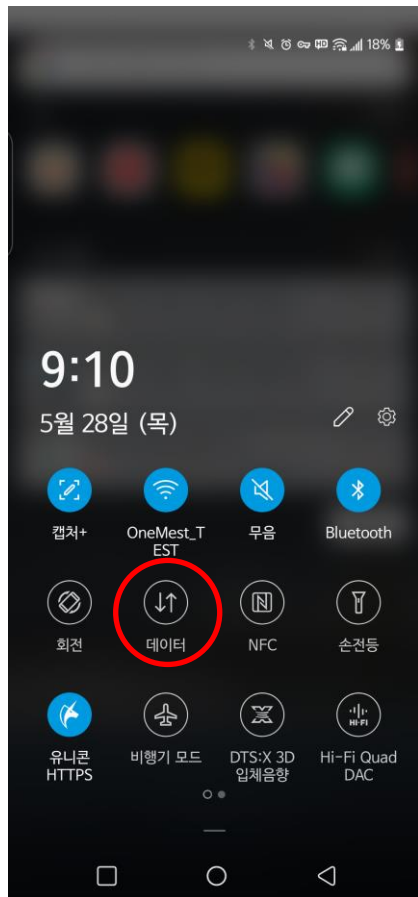 18%
9:10
5월 28일 (목)
캡처+
OneMest_T
EST
무음
Bluetooth
회전
데이터
NFC
손전등
HI-FI
유니콘
HTTPS
비행기 모드
DTS:X 3D
입체음향
Hi-Fi Quad
DAC